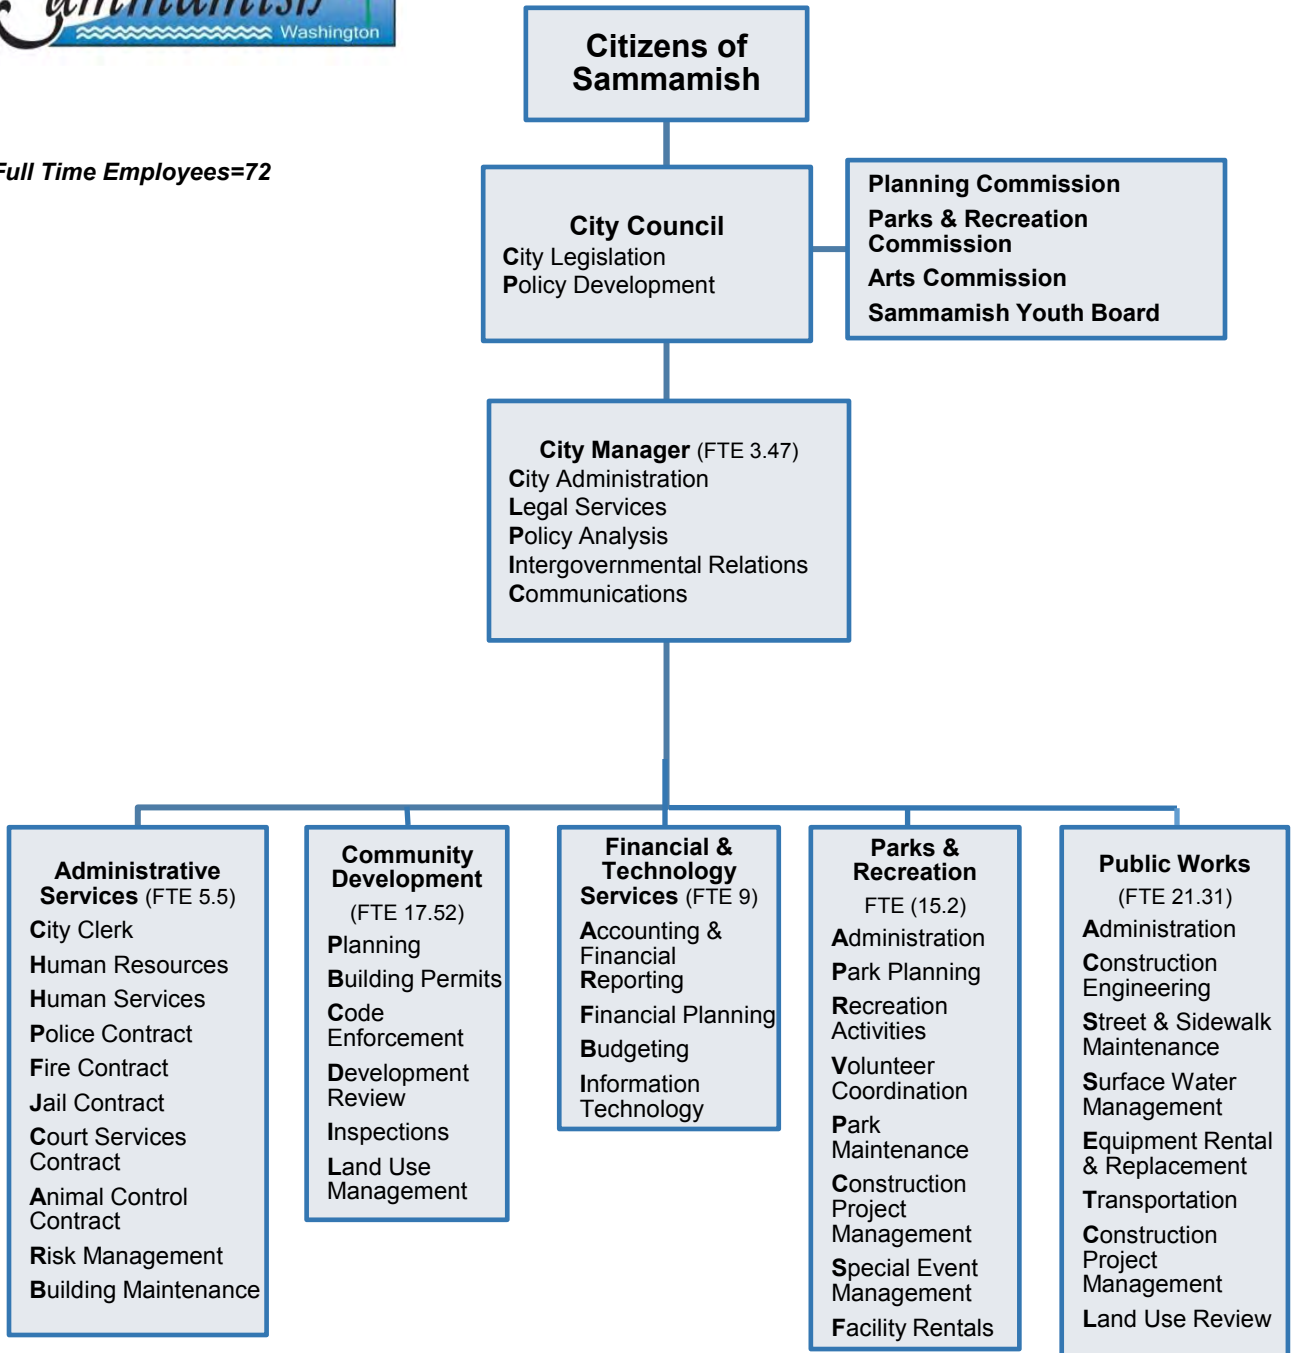 Washington
Full Time Employees=72
Citizens of
Sammamish
City Council
City Legislation
Policy Development
Planning Commission
Parks & Recreation
Commission
Arts Commission
Sammamish Youth Board
City Manager (FTE 3.47)
City Administration
Legal Services
Policy Analysis
Intergovernmental Relations
Communications
Administrative
Services (FTE 5.5)
City Clerk
Human Resources
Human Services
Police Contract
Fire Contract
Jail Contract
Court Services
Contract
Animal Control
Contract
Risk Management
Building Maintenance
Community
Development
(FTE 17.52)
Planning
Building Permits
Code
Enforcement
Development
Review
Inspections
Land Use
Management
Financial &
Technology
Services (FTE 9)
Accounting &
Financial
Reporting
Financial Planning
Budgeting
Information
Technology
Parks &
Recreation
FTE (15.2)
Administration
Park Planning
Recreation
Activities
Volunteer
Coordination
Park
Maintenance
Construction
Project
Management
Special Event
Management
Facility Rentals
Public Works
(FTE 21.31)
Administration
Construction
Engineering
Street & Sidewalk
Maintenance
Surface Water
Management
Equipment Rental
& Replacement
Transportation
Construction
Project
Management
Land Use Review